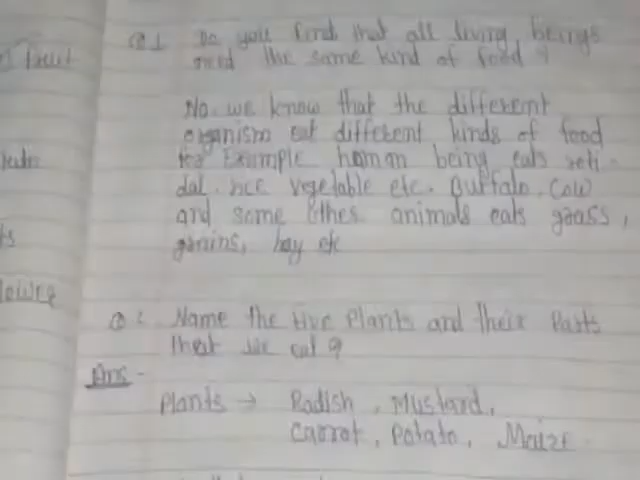 Q1 Do you find that all living beings
need the same kind of food ?
No. we know that the different
organism eat different kinds of food
for Example human being eats roti
dal. rice vegetable etc. Buffalo, Cow
and some other animals eats grass,
grains, hay etc
Q2 Name the five Plants and their Parts
that we eat ?
Ans -
Plants → Radish, Mustard,
Carrot, Potato, Maize.